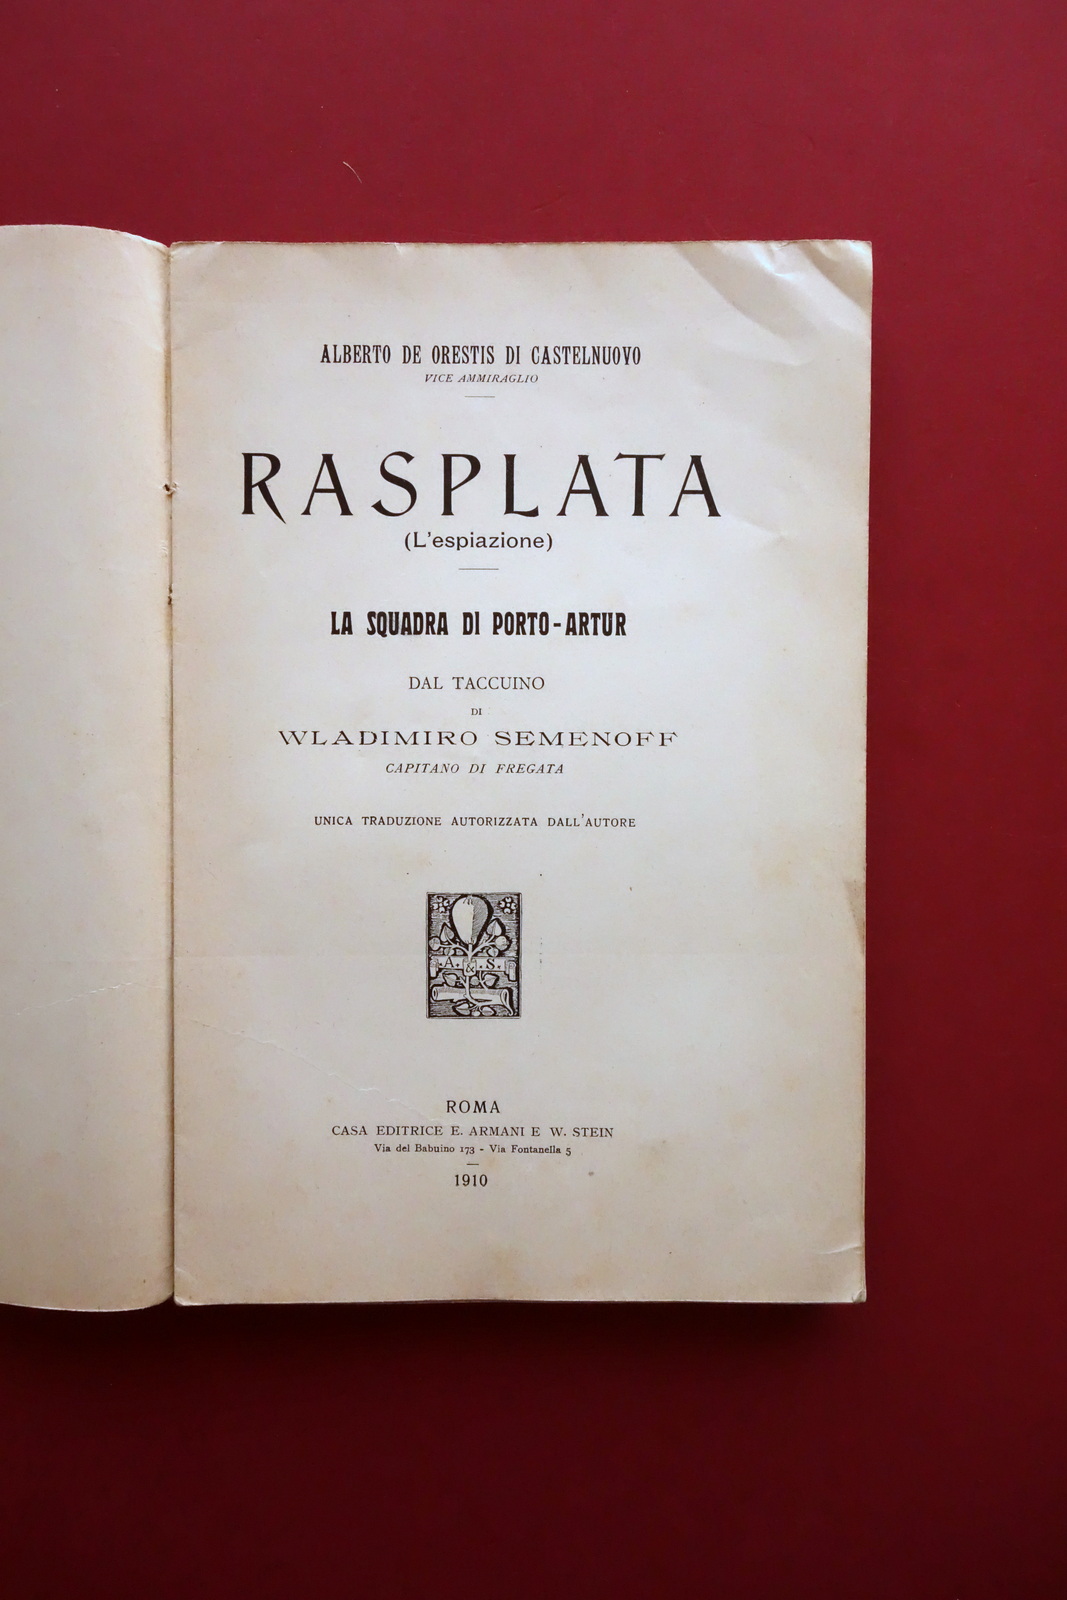 ALBERTO DE ORESTIS DI CASTELNUOVO
VICE AMMIRAGLIO
RASPLATA
(L'espiazione)
LA SQUADRA DI PORTO-ARTUR
DAL TACCUINO
DI
WLADIMIRO SEMENOFF
CAPITANO DI FREGATA
UNICA TRADUZIONE AUTORIZZATA DALL'AUTORE
A. & S.
ROMA
CASA EDITRICE E. ARMANI E W. STEIN
Via del Babuino 173 - Via Fontanella 5
1910